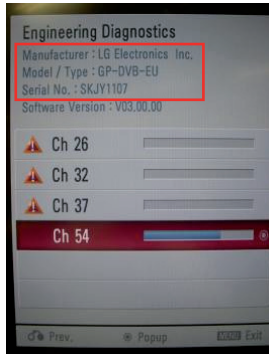 Engineering Diagnostics
Manufacturer : LG Electronics Inc.
Model / Type : GP-DVB-EU
Serial No. : SKJY1107
Software Version : V03.00.00
Ch 26
Ch 32
Ch 37
Ch 54
Prev.
Popup
MENU Exit